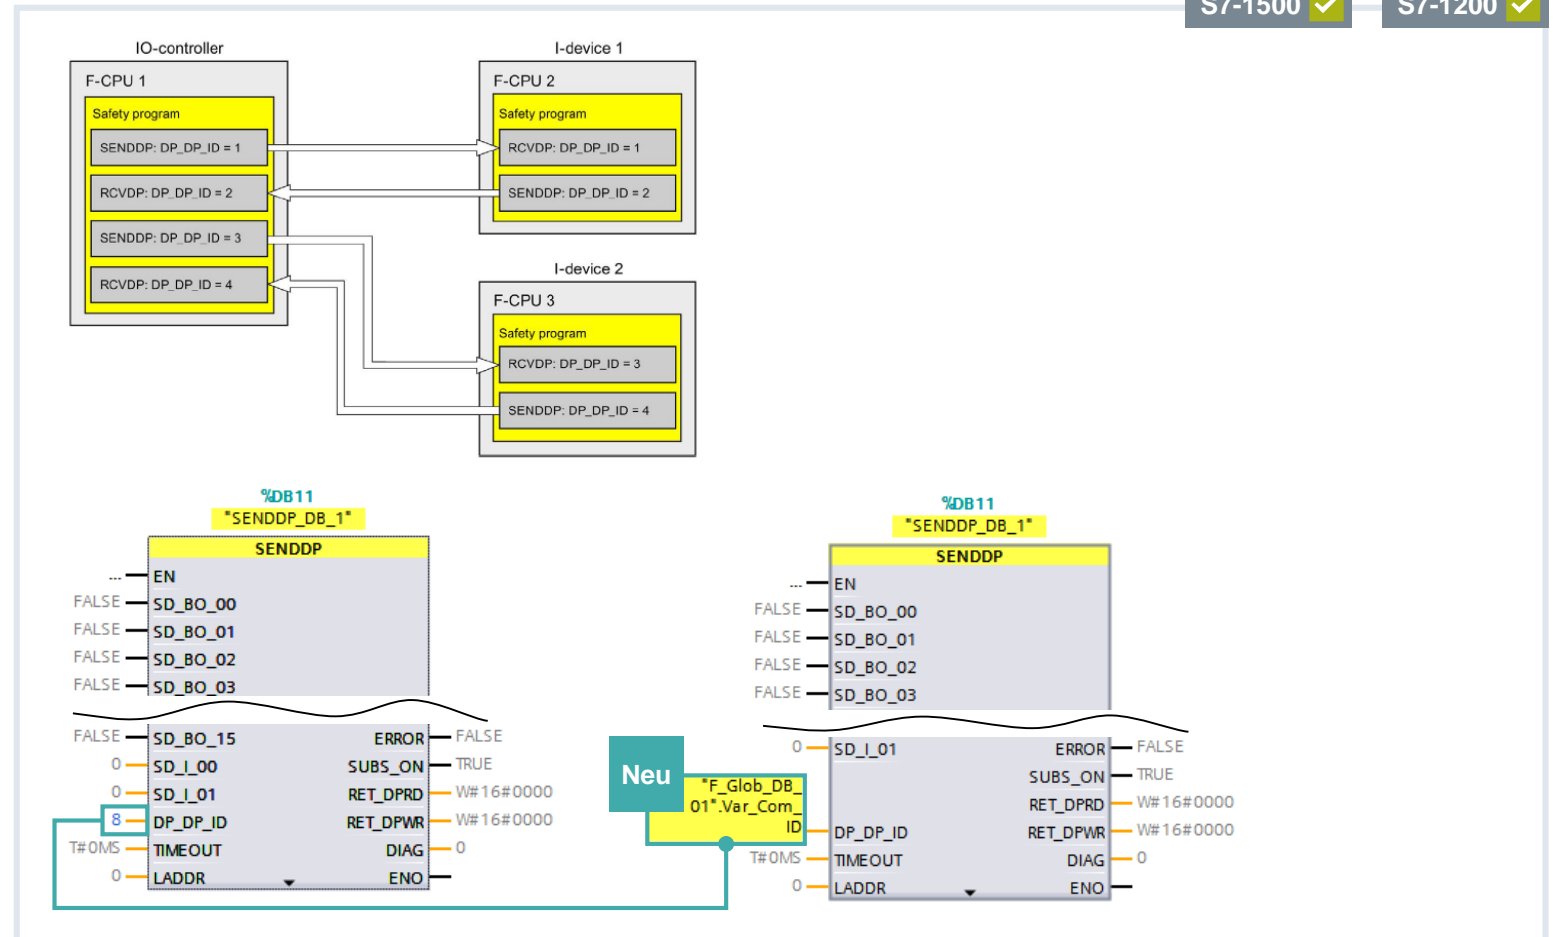 S7-1500
S7-1200
IO-controller
F-CPU 1
Safety program
SENDDP: DP_DP_ID = 1
RCVDP: DP_DP_ID = 2
SENDDP: DP_DP_ID = 3
RCVDP: DP_DP_ID = 4
I-device 1
F-CPU 2
Safety program
RCVDP: DP_DP_ID = 1
SENDDP: DP_DP_ID = 2
I-device 2
F-CPU 3
Safety program
RCVDP: DP_DP_ID = 3
SENDDP: DP_DP_ID = 4
%DB11
"SENDDP_DB_1"
SENDDP
... EN
FALSE SD_BO_00
FALSE SD_BO_01
FALSE SD_BO_02
FALSE SD_BO_03
FALSE SD_BO_15 ERROR FALSE
0 SD_I_00 SUBS_ON TRUE
0 SD_I_01 RET_DPRD W#16#0000
8 DP_DP_ID RET_DPWR W#16#0000
T#0MS TIMEOUT DIAG 0
0 LADDR ENO
%DB11
"SENDDP_DB_1"
SENDDP
... EN
FALSE SD_BO_00
FALSE SD_BO_01
FALSE SD_BO_02
FALSE SD_BO_03
0 SD_I_01 ERROR FALSE
SUBS_ON TRUE
RET_DPRD W#16#0000
Neu
"F_Glob_DB_
01".Var_Com_
ID DP_DP_ID RET_DPWR W#16#0000
T#0MS TIMEOUT DIAG 0
0 LADDR ENO